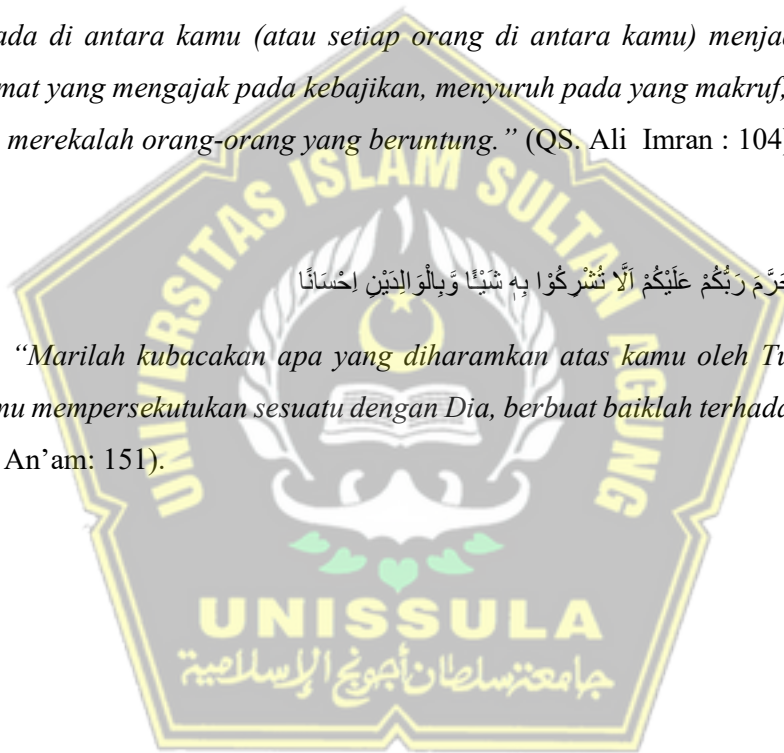 ada di antara kamu (atau setiap orang di antara kamu) menja
mat yang mengajak pada kebajikan, menyuruh pada yang makruf,
merekalah orang-orang yang beruntung.” (QS. Ali Imran : 104)
حَرَّمَ رَبُّكُمْ عَلَيْكُمْ اَلَّا تُشْرِكُوْا بِهٖ شَيْـًٔا وَّبِالْوَالِدَيْنِ اِحْسَانًا
“Marilah kubacakan apa yang diharamkan atas kamu oleh Tu
mu mempersekutukan sesuatu dengan Dia, berbuat baiklah terhada
An’am: 151).
UNIVERSITAS ISLAM SULTAN AGUNG
UNISSULA
جامعتسلطان أجونج الإسلامية